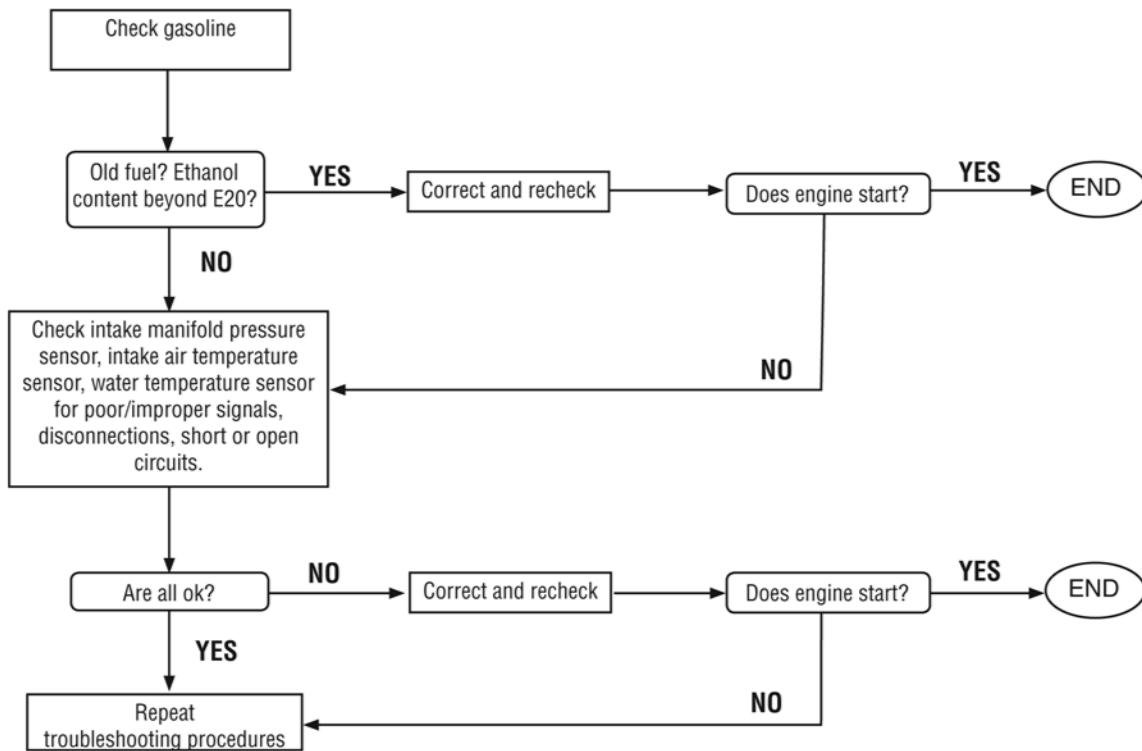 Check gasoline
Old fuel? Ethanol
content beyond E20?
YES
Correct and recheck
Does engine start?
YES
END
NO
Check intake manifold pressure
sensor, intake air temperature
sensor, water temperature sensor
for poor/improper signals,
disconnections, short or open
circuits.
NO
Are all ok?
NO
Correct and recheck
Does engine start?
YES
END
YES
NO
Repeat
troubleshooting procedures